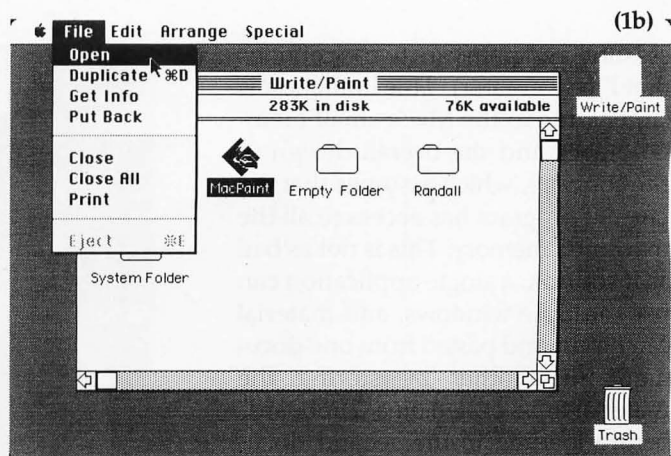 (1b)
File Edit Arrange Special
Open
Duplicate ⌘D
Get Info
Put Back
Close
Close All
Print
Eject ⌘E
Write/Paint
283K in disk 76K available
MacPaint Empty Folder Randall
System Folder
Write/Paint
Trash